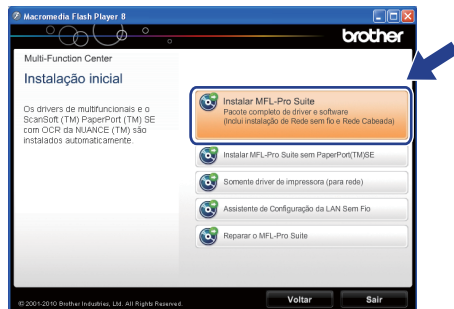 Macromedia Flash Player 8
brother
Multi-Function Center
Instalação inicial
Os drivers de multifuncionais e o
ScanSoft (TM) PaperPort (TM) SE
com OCR da NUANCE (TM) são
instalados automaticamente.
Instalar MFL-Pro Suite
Pacote completo de driver e software
(Indui instalação de Rede sem fio e Rede Cabeada)
Instalar MFL-Pro Suite sem PaperPort(TM)SE
Somente driver de impressora (para rede)
Assistente de Configuração da LAN Sem Fio
Reparar o MFL-Pro Suite
© 2001-2010 Brother Industries, Ltd. All Rights Reserved.
Voltar
Sair